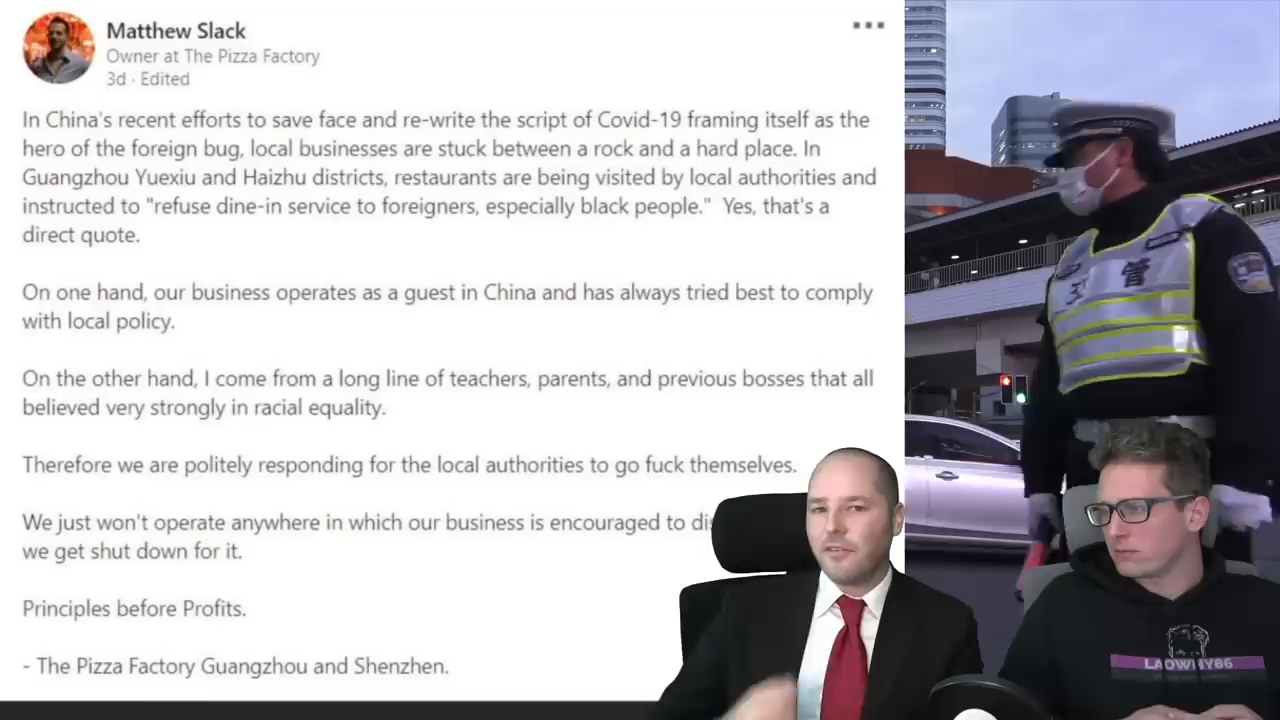 Matthew Slack
Owner at The Pizza Factory
3d · Edited
In China's recent efforts to save face and re-write the script of Covid-19 framing itself as the
hero of the foreign bug, local businesses are stuck between a rock and a hard place. In
Guangzhou Yuexiu and Haizhu districts, restaurants are being visited by local authorities and
instructed to "refuse dine-in service to foreigners, especially black people."  Yes, that's a
direct quote.
On one hand, our business operates as a guest in China and has always tried best to comply
with local policy.
On the other hand, I come from a long line of teachers, parents, and previous bosses that all
believed very strongly in racial equality.
Therefore we are politely responding for the local authorities to go fuck themselves.
We just won't operate anywhere in which our business is encouraged to
we get shut down for it.
Principles before Profits.
- The Pizza Factory Guangzhou and Shenzhen.
交管
LAOWHY86